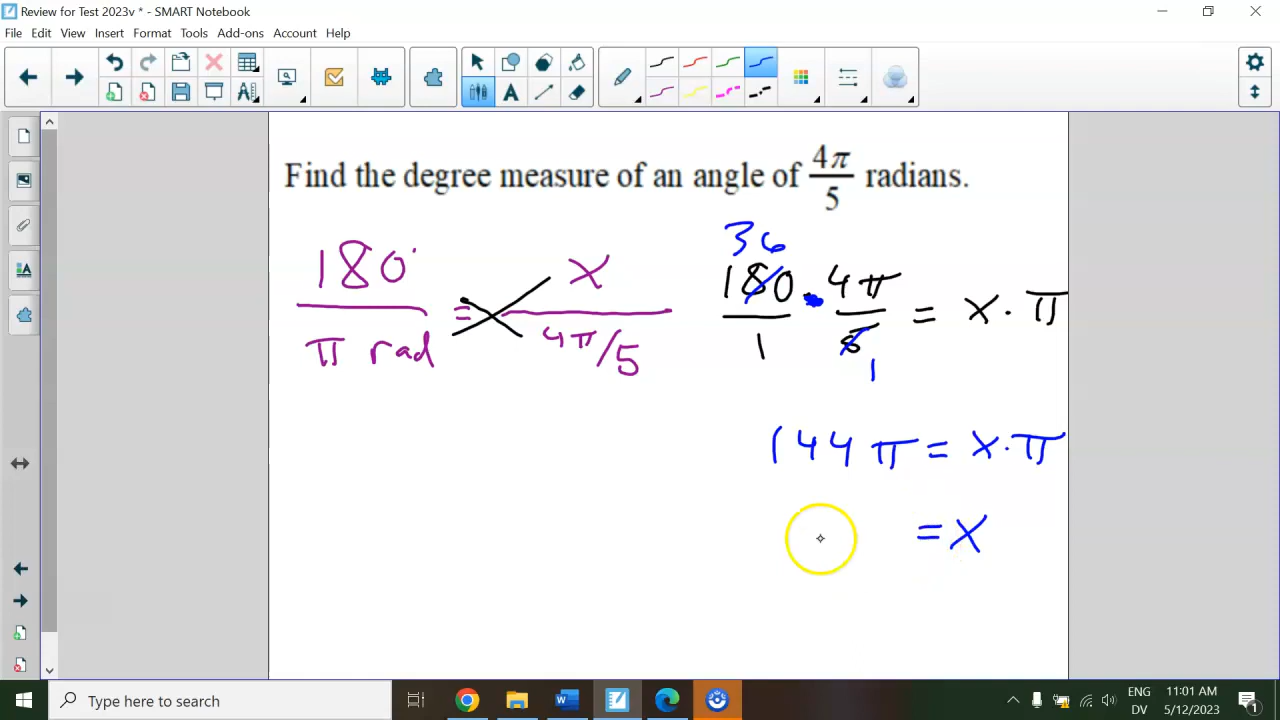 Review for Test 2023v * - SMART Notebook
File Edit View Insert Format Tools Add-ons Account Help
Find the degree measure of an angle of 4π/5 radians.
180° / π rad = x / 4π/5
36
180/1 · 4π/5 = x · π
1
144 π = x · π
= x
Type here to search
ENG
DV
11:01 AM
5/12/2023
1